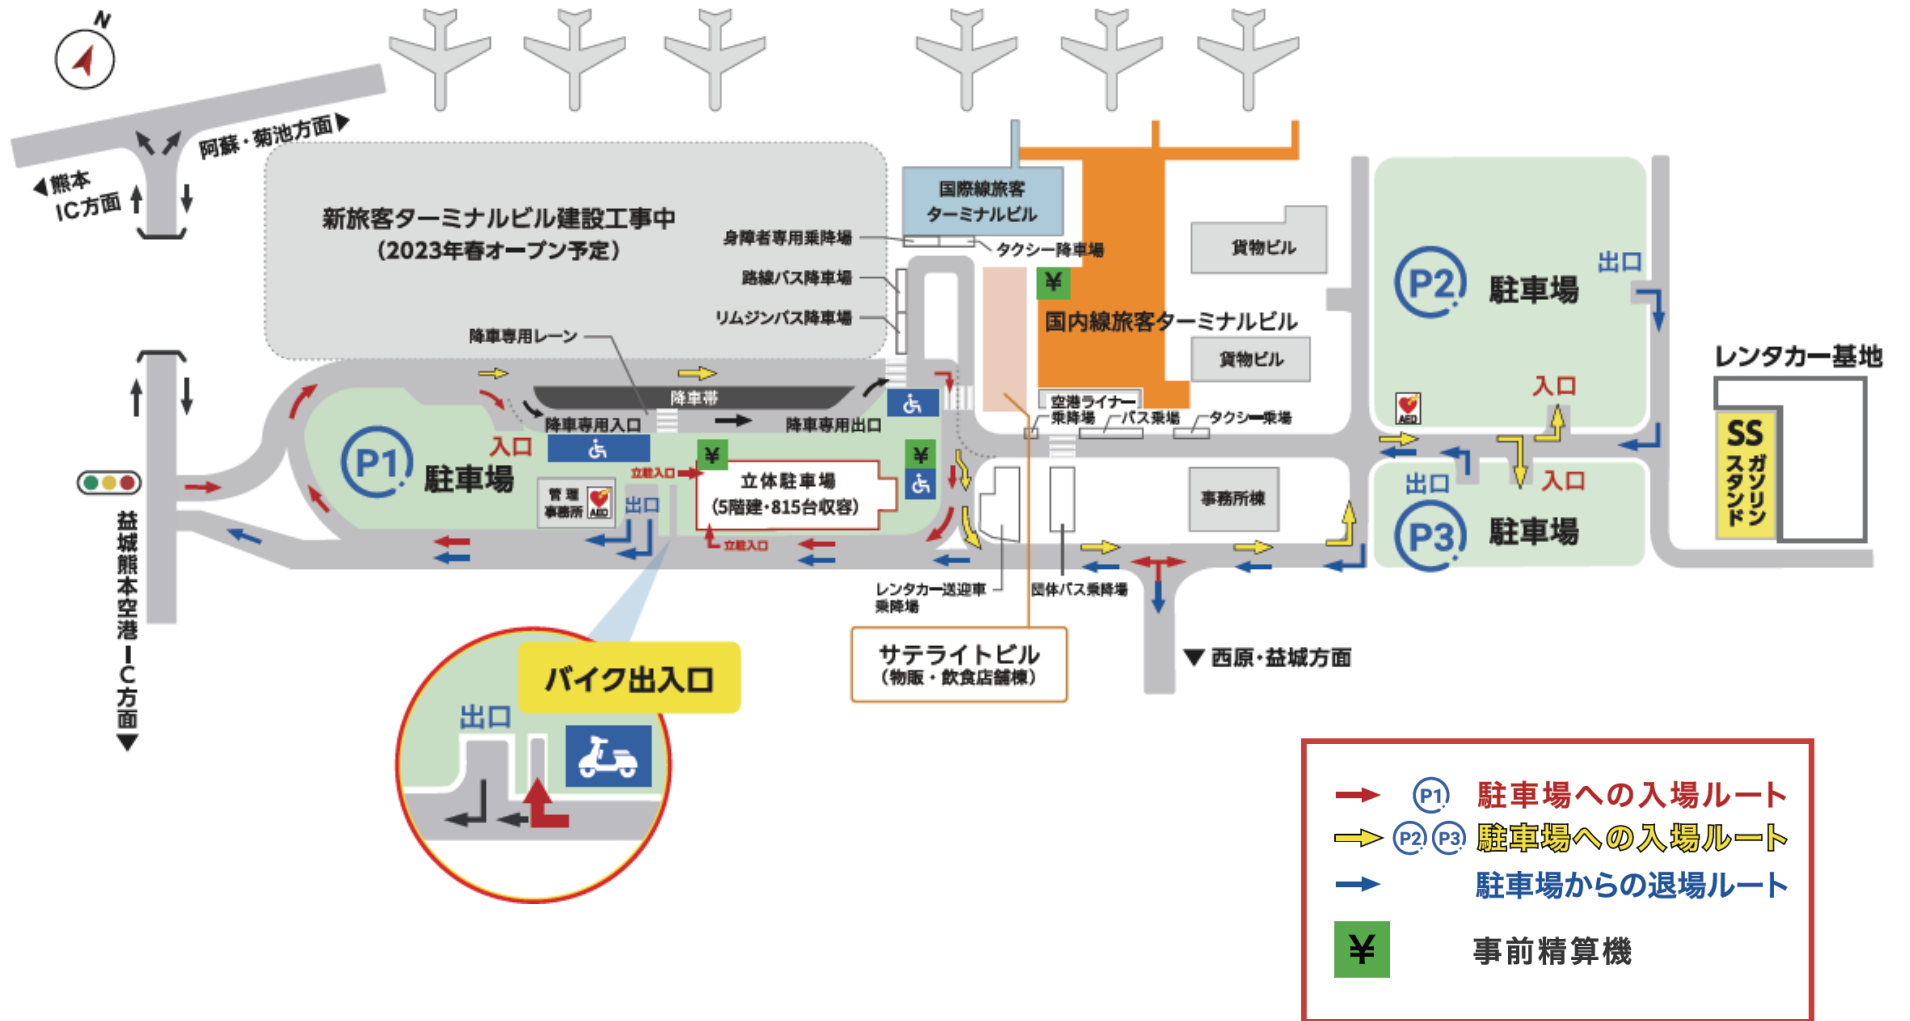 N
阿蘇・菊池方面▶
◀熊本
IC方面
新旅客ターミナルビル建設工事中
（2023年春オープン予定）
国際線旅客
ターミナルビル
身障者専用乗降場
タクシー降車場
路線バス降車場
リムジンバス降車場
降車専用レーン
¥
国内線旅客ターミナルビル
貨物ビル
貨物ビル
P2 駐車場
出口
レンタカー基地
SS
ガソリン
スタンド
降車帯
降車専用入口
降車専用出口
空港ライナー
乗降場
バス乗場
タクシー乗場
AED
入口
P1 駐車場
入口
立駐入口
¥
¥
立体駐車場
（5階建・815台収容）
管理
事務所
AED
出口
立駐入口
事務所棟
出口
入口
P3 駐車場
益城熊本空港IC方面▼
レンタカー送迎車
乗降場
団体バス乗降場
サテライトビル
（物販・飲食店舗棟）
▼西原・益城方面
バイク出入口
出口
P1 駐車場への入場ルート
P2 P3 駐車場への入場ルート
駐車場からの退場ルート
¥ 事前精算機